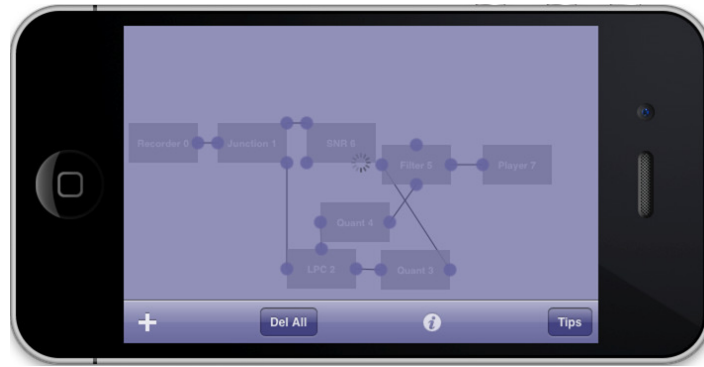 Recorder 0
Junction 1
SNR 6
Filter 5
Player 7
Quant 4
LPC 2
Quant 3
Del All
i
Tips